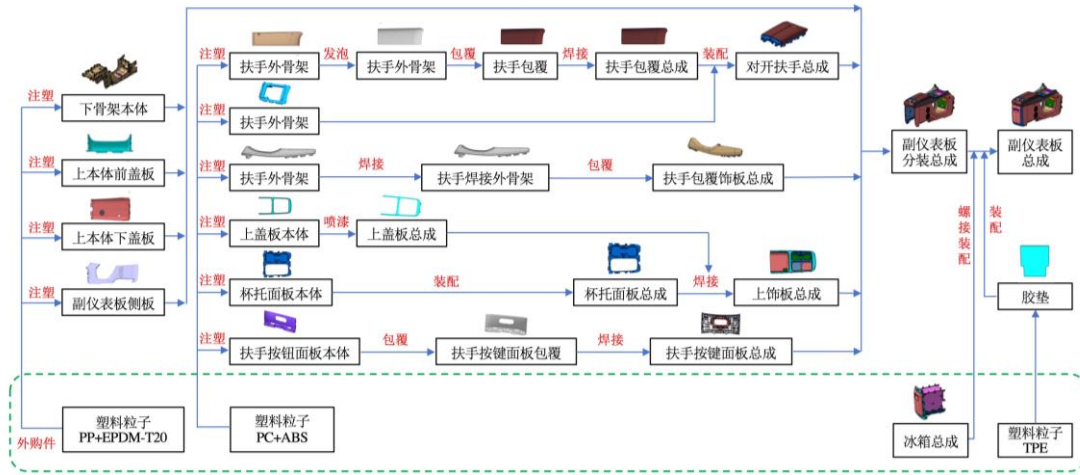 注塑
发泡
包覆
焊接
装配
扶手外骨架
扶手外骨架
扶手包覆
扶手包覆总成
对开扶手总成
注塑
下骨架本体
注塑
扶手外骨架
副仪表板
分装总成
副仪表板
总成
注塑
上本体前盖板
注塑
焊接
包覆
扶手外骨架
扶手焊接外骨架
扶手包覆饰板总成
注塑
上本体下盖板
注塑
喷漆
上盖板本体
上盖板总成
螺接装配
装配
注塑
副仪表板侧板
注塑
装配
焊接
杯托面板本体
杯托面板总成
上饰板总成
胶垫
注塑
包覆
焊接
扶手按钮面板本体
扶手按键面板包覆
扶手按键面板总成
外购件
塑料粒子
PP+EPDM-T20
塑料粒子
PC+ABS
冰箱总成
塑料粒子
TPE